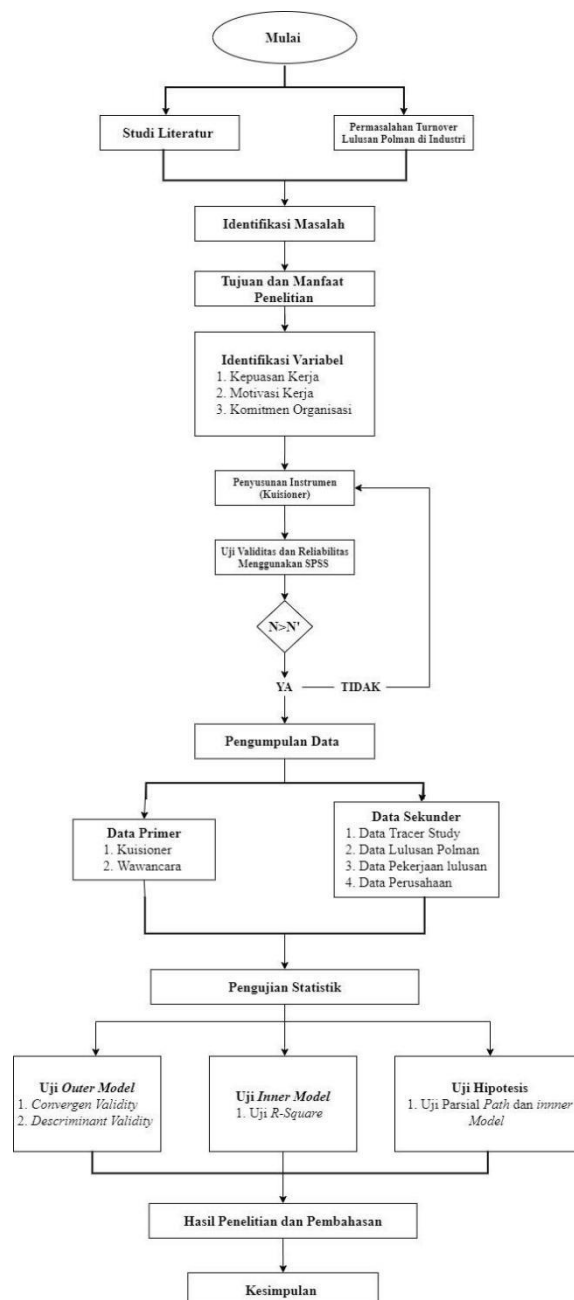 Mulai
Studi Literatur
Permasalahan Turnover
Lulusan Polman di Industri
Identifikasi Masalah
Tujuan dan Manfaat
Penelitian
Identifikasi Variabel
1. Kepuasan Kerja
2. Motivasi Kerja
3. Komitmen Organisasi
Penyusunan Instrumen
(Kuisioner)
Uji Validitas dan Reliabilitas
Menggunakan SPSS
N>N'
YA
TIDAK
Pengumpulan Data
Data Primer
1. Kuisioner
2. Wawancara
Data Sekunder
1. Data Tracer Study
2. Data Lulusan Polman
3. Data Pekerjaan lulusan
4. Data Perusahaan
Pengujian Statistik
Uji Outer Model
1. Convergen Validity
2. Descriminant Validity
Uji Inner Model
1. Uji R-Square
Uji Hipotesis
1. Uji Parsial Path dan innner
Model
Hasil Penelitian dan Pembahasan
Kesimpulan